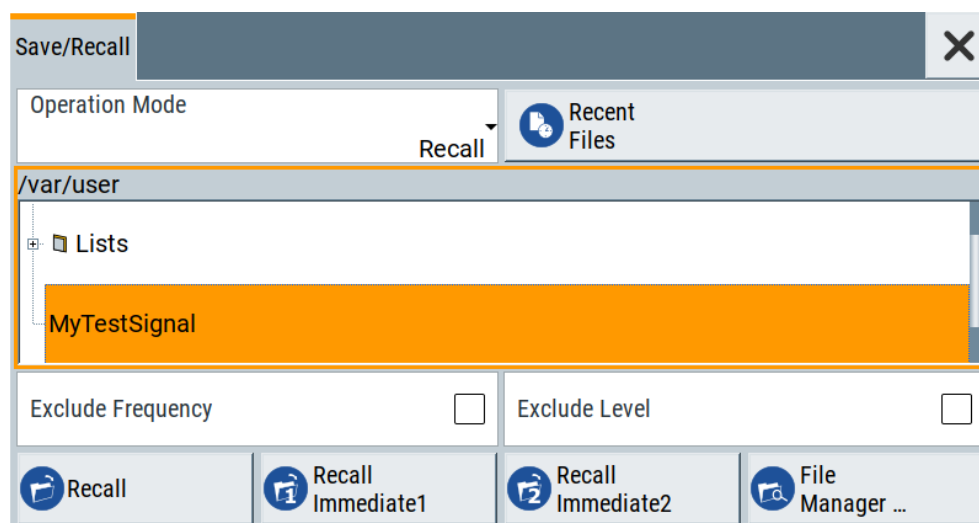 Save/Recall
Operation Mode
Recall
Recent
Files
/var/user
Lists
MyTestSignal
Exclude Frequency
Exclude Level
Recall
Recall
Immediate1
Recall
Immediate2
File
Manager ...